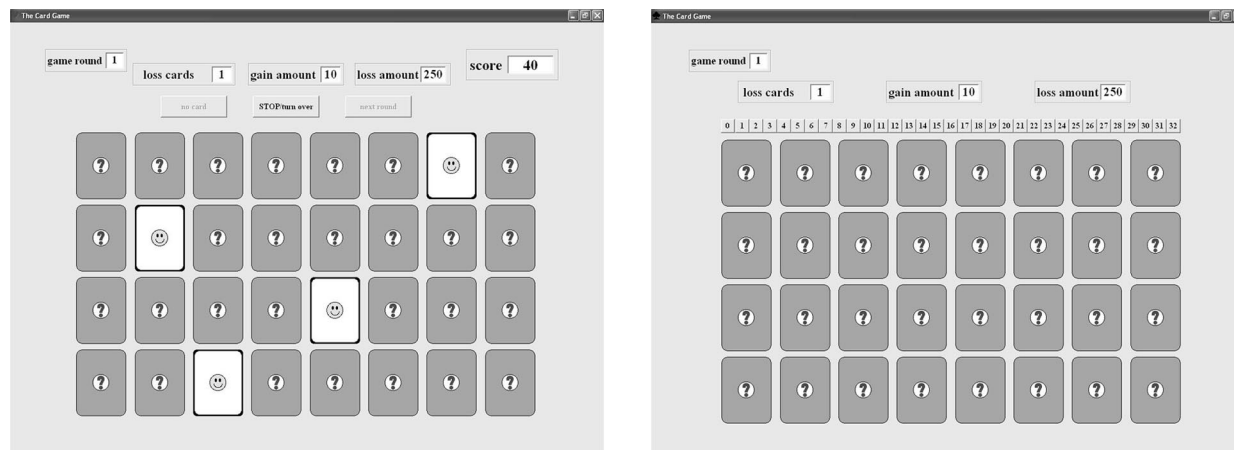 The Card Game
game round 1
loss cards 1 gain amount 10 loss amount 250 score 40
no card STOP/turn over next round
? ? ? ? ? ? ?
? ? ? ? ? ? ?
? ? ? ? ? ? ?
? ? ? ? ? ? ?
The Card Game
game round 1
loss cards 1 gain amount 10 loss amount 250
0 1 2 3 4 5 6 7 8 9 10 11 12 13 14 15 16 17 18 19 20 21 22 23 24 25 26 27 28 29 30 31 32
? ? ? ? ? ? ? ?
? ? ? ? ? ? ? ?
? ? ? ? ? ? ? ?
? ? ? ? ? ? ? ?